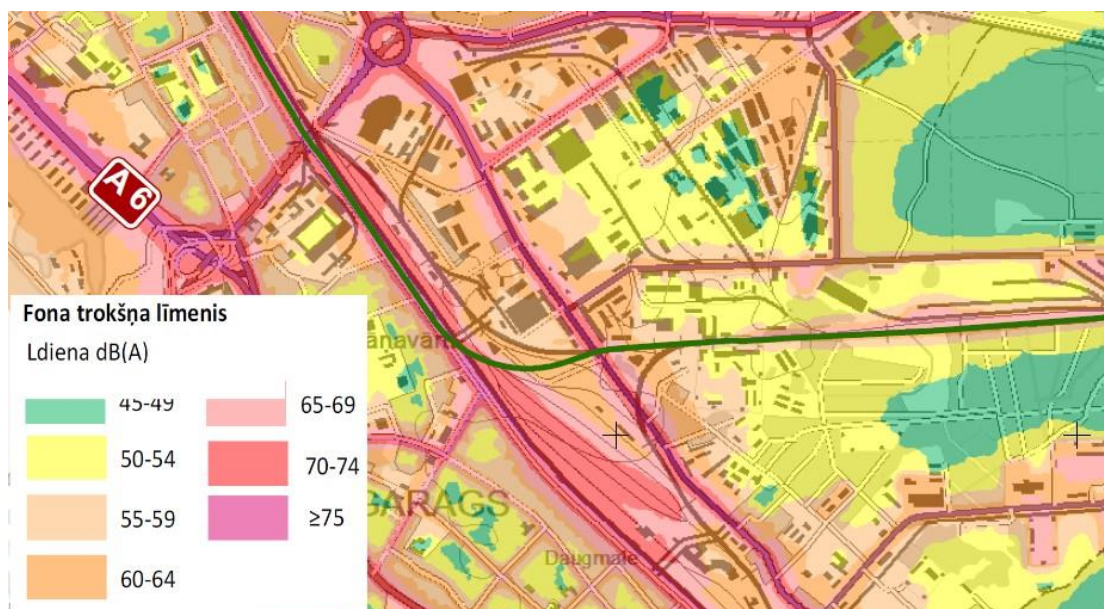 A 6
Fona trokšņa līmenis
Ldiena dB(A)
45-49
50-54
55-59
60-64
65-69
70-74
≥75
GARAGS
Daugmale